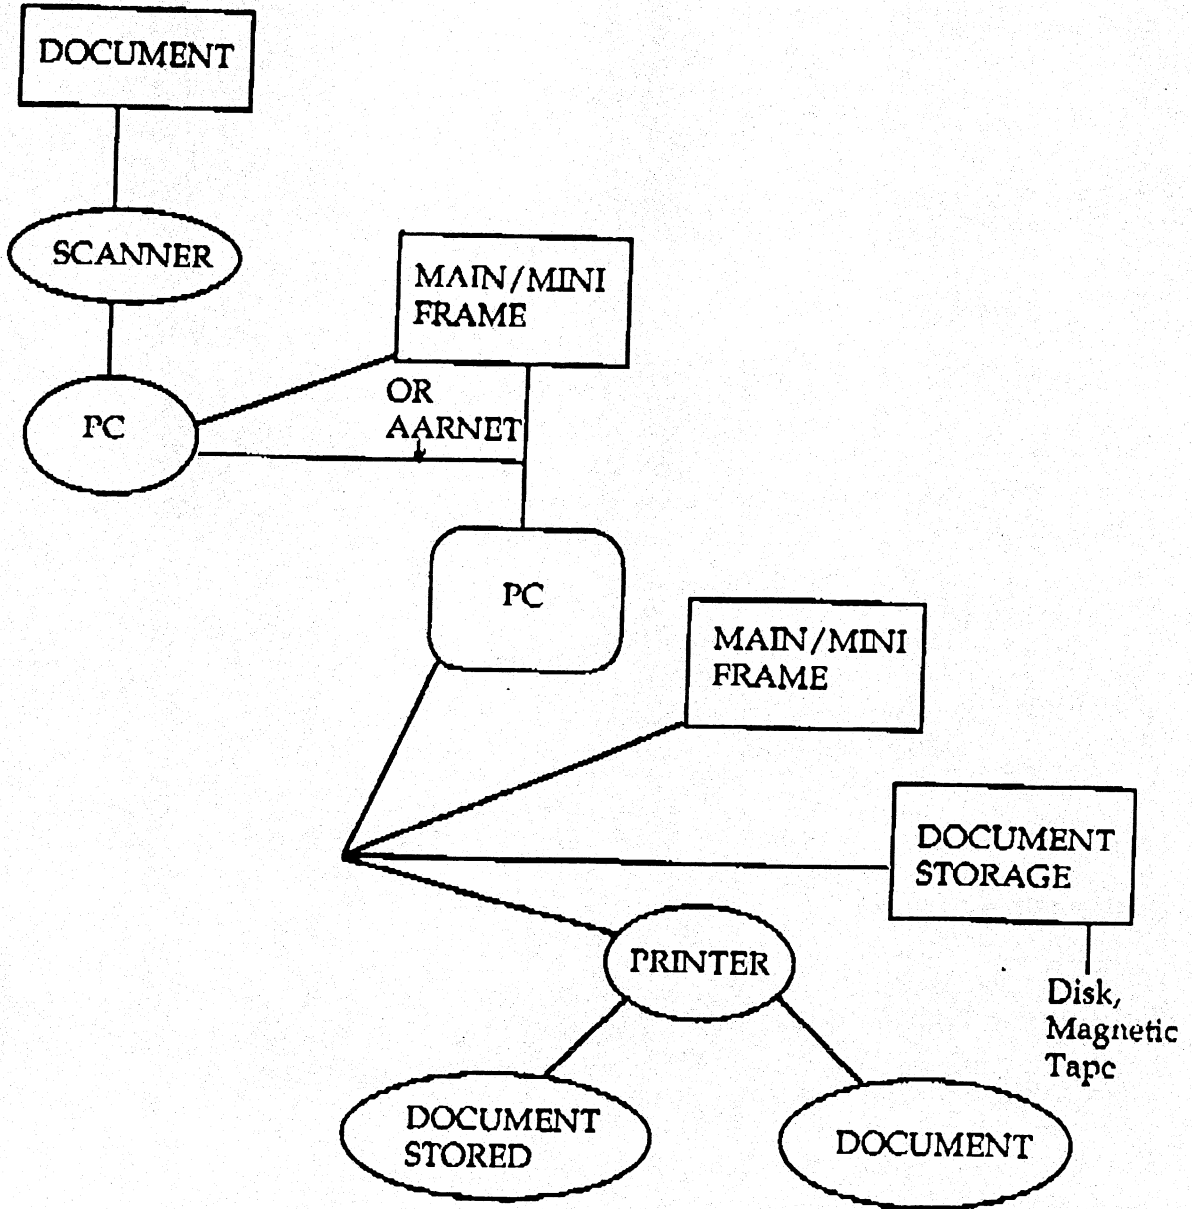 DOCUMENT
SCANNER
MAIN/MINI
FRAME
OR
AARNET
PC
PC
MAIN/MINI
FRAME
DOCUMENT
STORAGE
PRINTER
Disk,
Magnetic
Tape
DOCUMENT
STORED
DOCUMENT